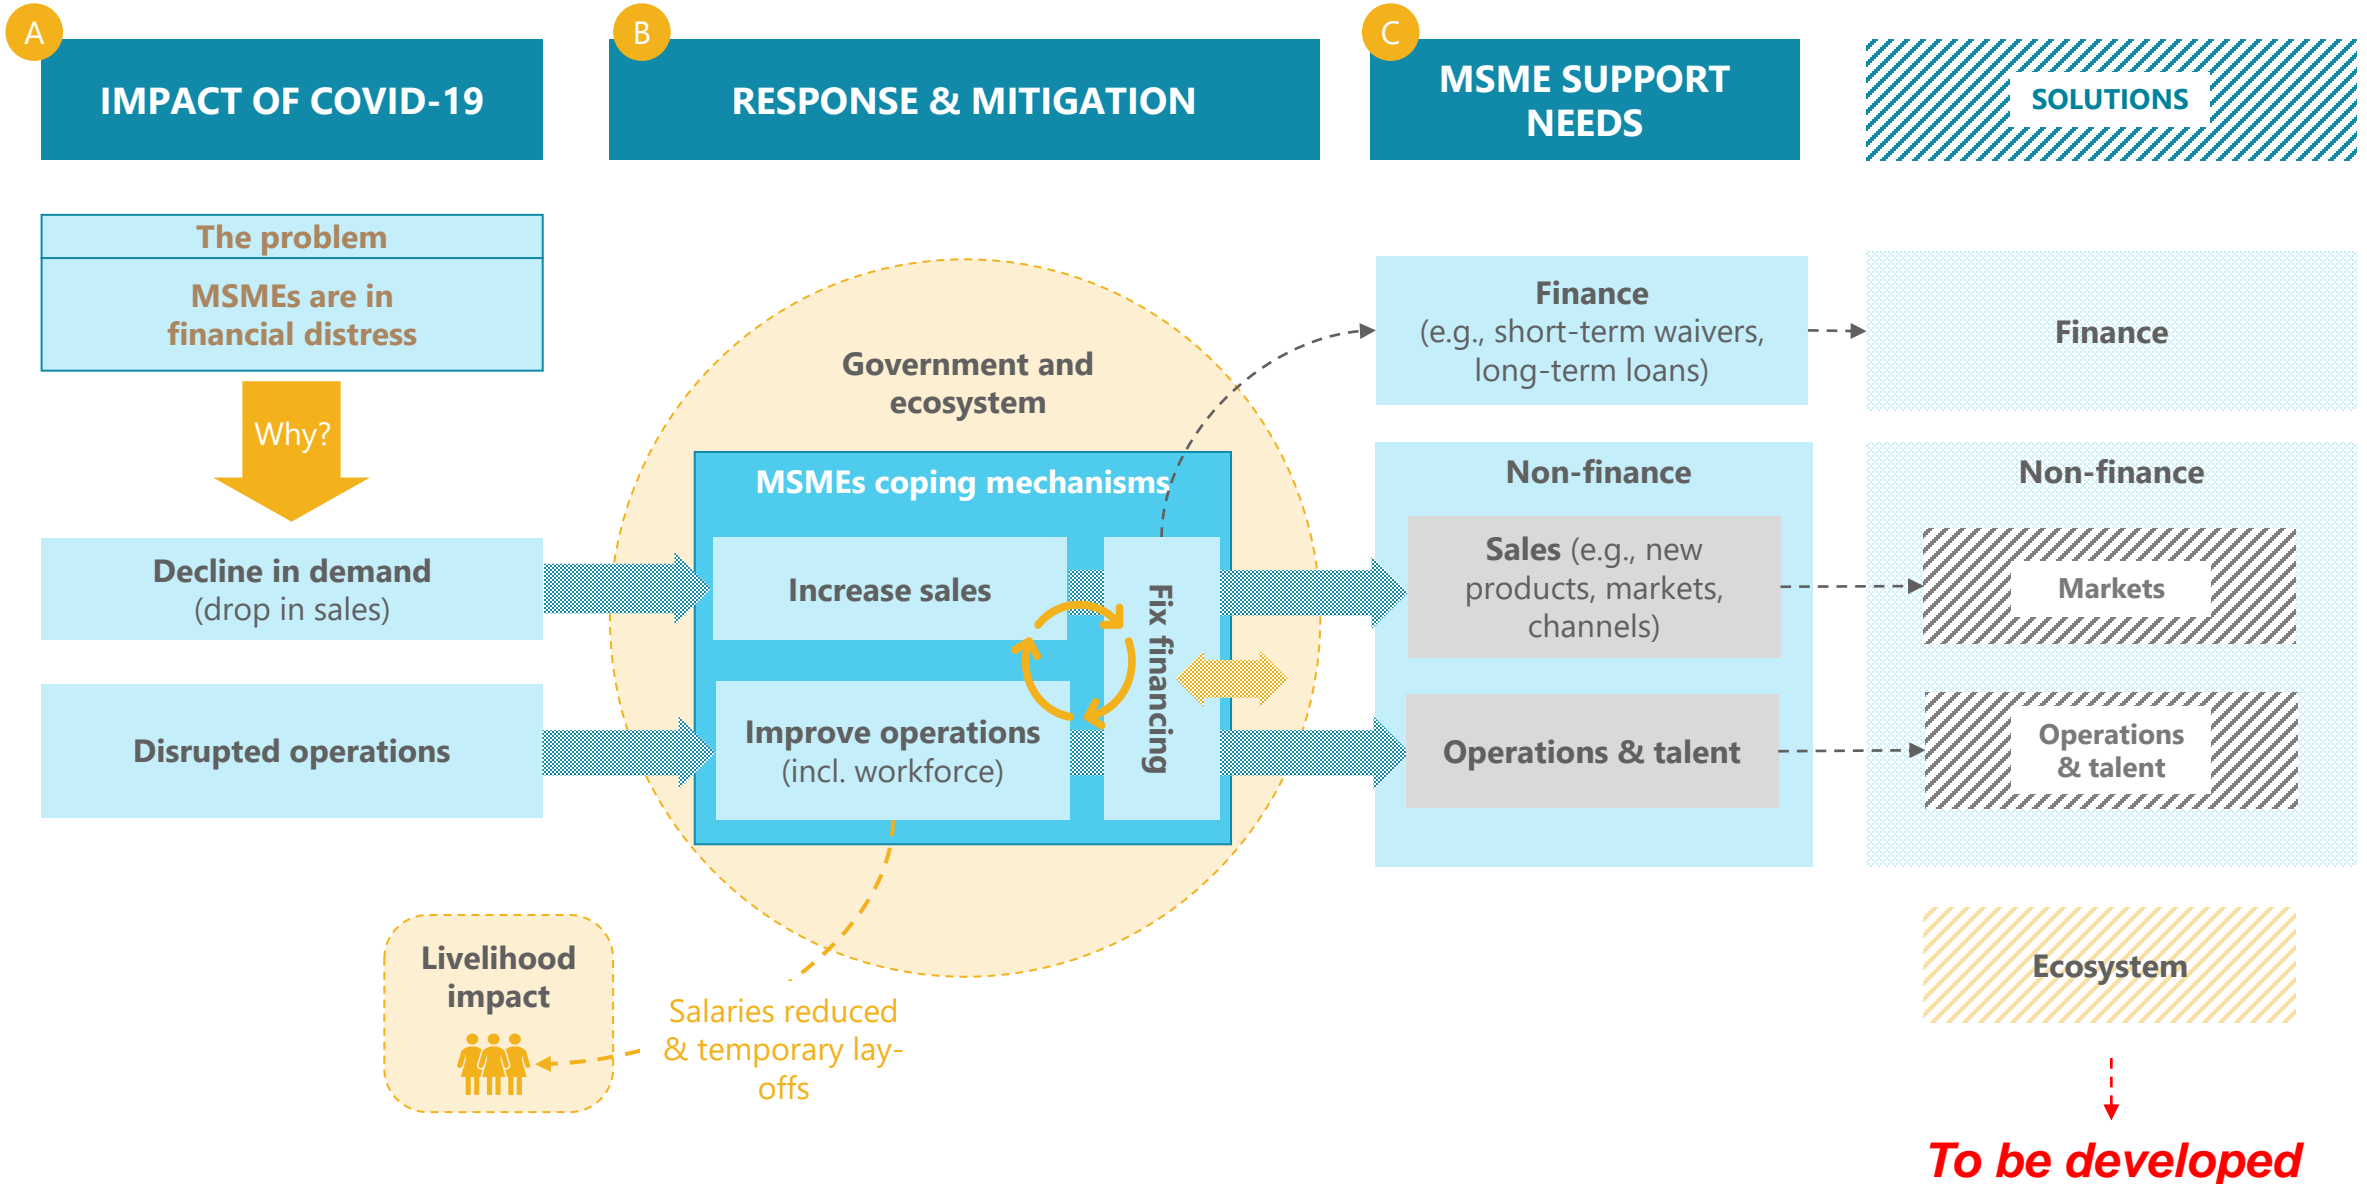 A
IMPACT OF COVID-19
B
RESPONSE & MITIGATION
C
MSME SUPPORT
NEEDS
SOLUTIONS
The problem
MSMEs are in
financial distress
Why?
Decline in demand
(drop in sales)
Disrupted operations
Livelihood
impact
Government and
ecosystem
MSMEs coping mechanisms
Increase sales
Improve operations
(incl. workforce)
Fix financing
Salaries reduced
& temporary lay-
offs
Finance
(e.g., short-term waivers,
long-term loans)
Non-finance
Sales (e.g., new
products, markets,
channels)
Operations & talent
Finance
Non-finance
Markets
Operations
& talent
Ecosystem
To be developed